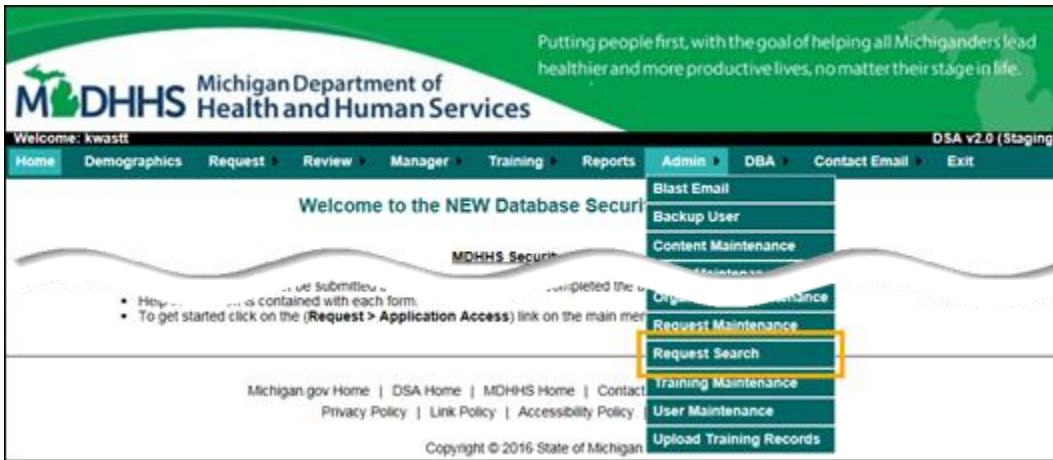 Putting people first, with the goal of helping all Michiganders lead
healthier and more productive lives, no matter their stage in life.
MDHHS Michigan Department of
Health and Human Services
Welcome: kwastt DSA v2.0 (Staging
Home Demographics Request Review Manager Training Reports Admin DBA Contact Email Exit
Blast Email
Welcome to the NEW Database Securi
Backup User
Content Maintenance
MDHHS Securit
be submitted
Organ nance
is contained with each form.
To get started click on the (Request > Application Access) link on the main men
Request Maintenance
Request Search
Training Maintenance
Michigan.gov Home | DSA Home | MDHHS Home | Contact
Privacy Policy | Link Policy | Accessibility Policy |
User Maintenance
Upload Training Records
Copyright © 2016 State of Michigan